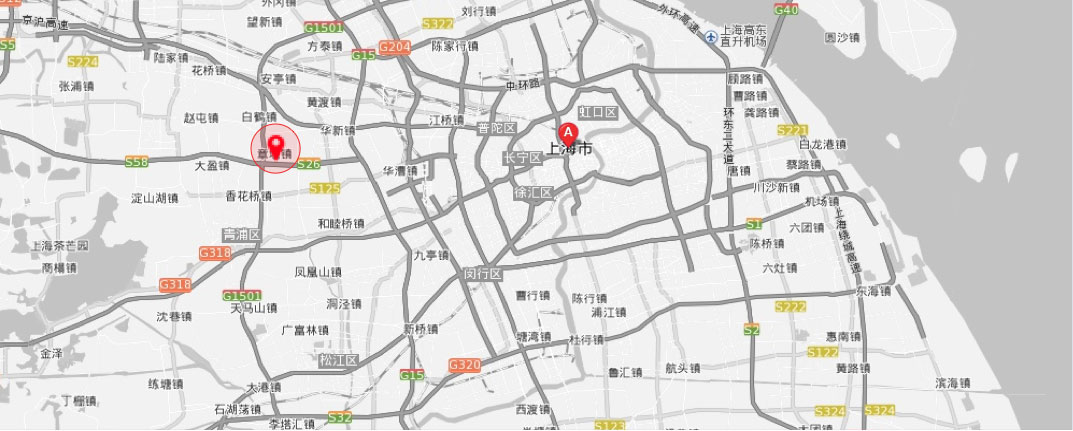 外冈镇
刘行镇
G40
京沪高速
望新镇
G1501
S322
外环高速
上海高东
直升机场
圆沙镇
S5
方泰镇
G204
陈家行镇
陆家镇
G15
S224
花桥镇
安亭镇
顾路镇
张浦镇
中环路
曹路镇
黄渡镇
龚路镇
赵屯镇
白鹤镇
江桥镇
虹口区
环东二大道
华新镇
普陀区
A
S221
上海市
白龙港镇
S58
大盈镇
S26
长宁区
蔡路镇
华漕镇
唐镇
S125
徐汇区
川沙新镇
淀山湖镇
香花桥镇
机场镇
和睦桥镇
S1
六团镇
上海绕城高速
青浦区
上海茶芒园
陈桥镇
G318
九亭镇
商榻镇
凤凰山镇
闵行区
六灶镇
G318
G1501
曹行镇
陈行镇
东海镇
天马山镇
洞泾镇
浦江镇
S222
沈巷镇
广富林镇
新桥镇
塘湾镇
杜行镇
S2
惠南镇
金泽
松江区
S122
G320
黄路镇
鲁汇镇
航头镇
练塘镇
大港镇
G15
滨海镇
丁栅镇
石湖荡镇
S32
西渡镇
S324
S324
李塔汇镇
S123
大团镇